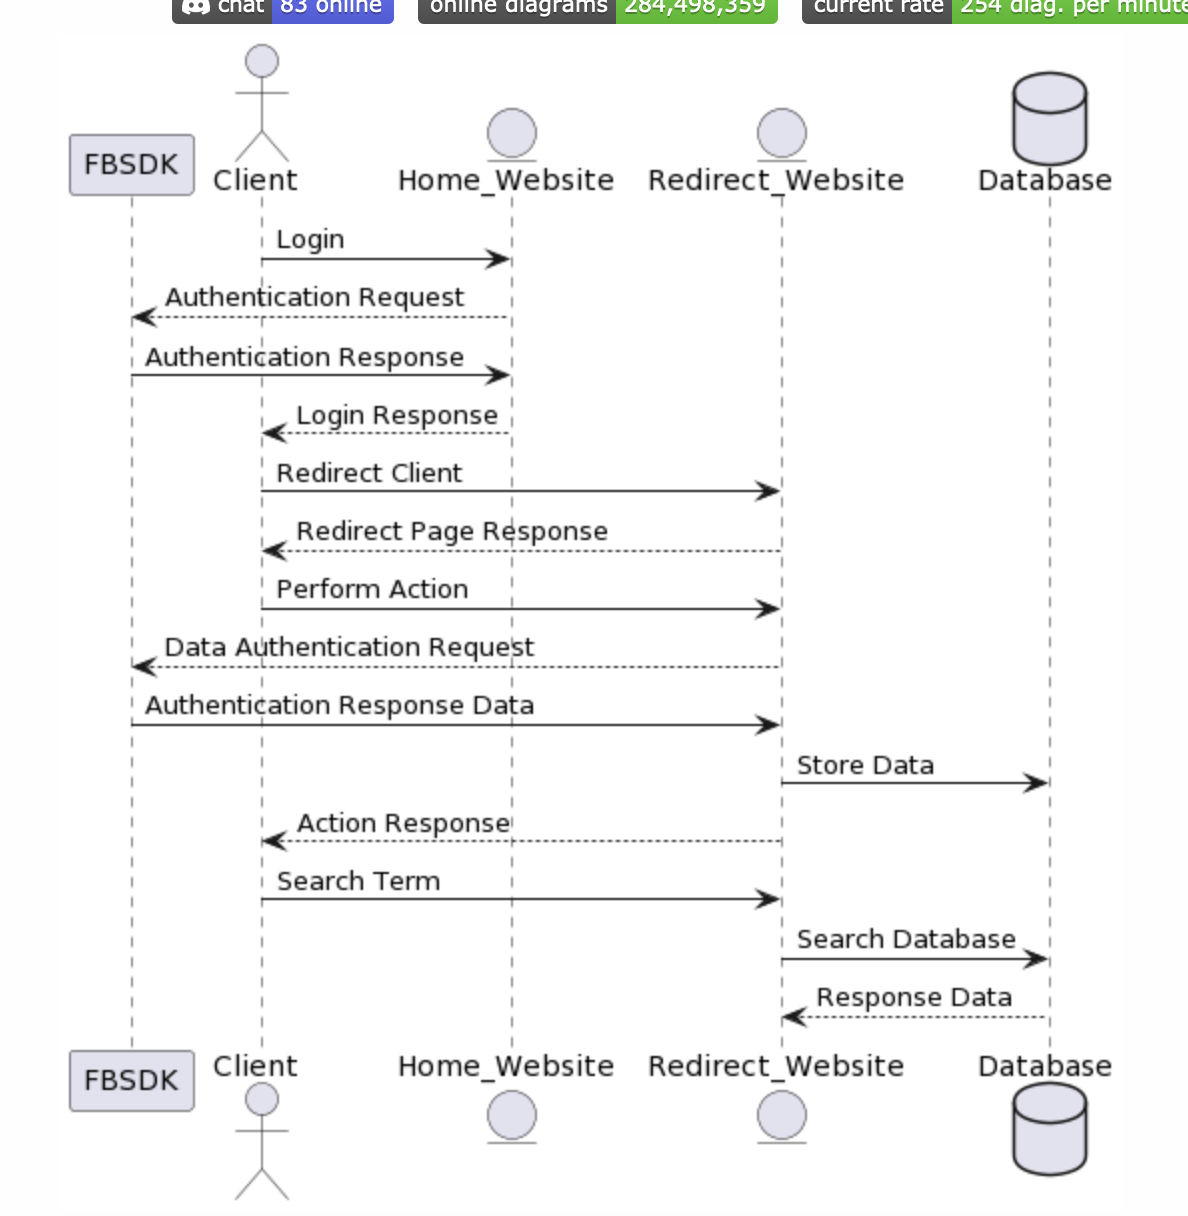 chat 83 online online diagrams 284,498,359 current rate 254 diag. per minute
FBSDK Client Home_Website Redirect_Website Database
Login
Authentication Request
Authentication Response
Login Response
Redirect Client
Redirect Page Response
Perform Action
Data Authentication Request
Authentication Response Data
Store Data
Action Response
Search Term
Search Database
Response Data
FBSDK Client Home_Website Redirect_Website Database